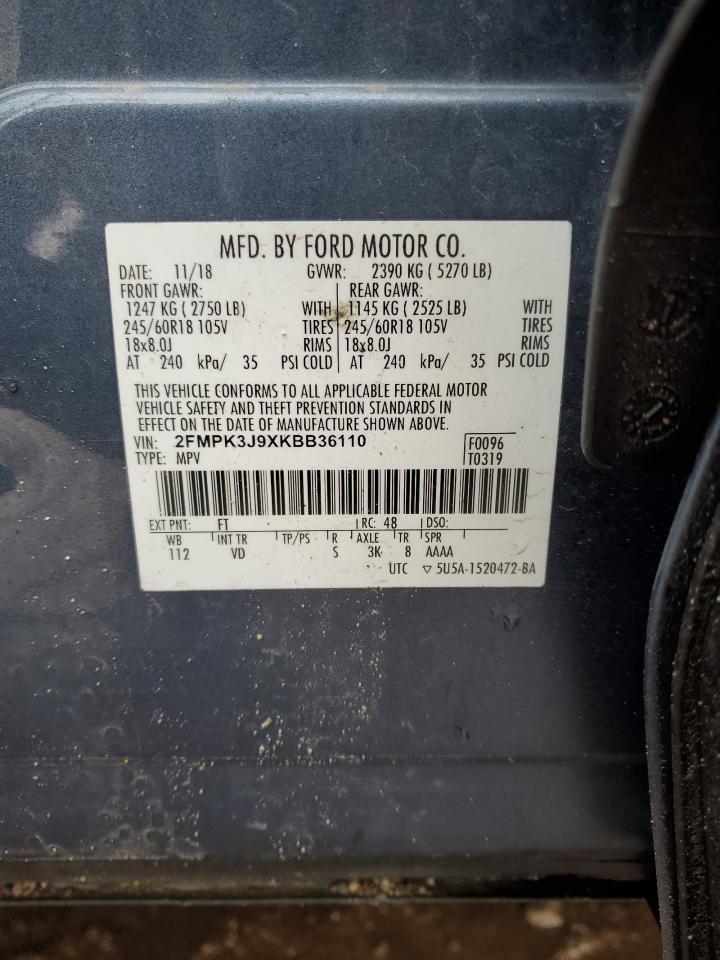 MFD. BY FORD MOTOR CO.
DATE: 11/18 GVWR: 2390 KG ( 5270 LB)
FRONT GAWR: REAR GAWR:
1247 KG ( 2750 LB) WITH 1145 KG ( 2525 LB) WITH
245/60R18 105V TIRES 245/60R18 105V TIRES
18x8.0J RIMS 18x8.0J RIMS
AT 240 kPa/ 35 PSI COLD AT 240 kPa/ 35 PSI COLD
THIS VEHICLE CONFORMS TO ALL APPLICABLE FEDERAL MOTOR
VEHICLE SAFETY AND THEFT PREVENTION STANDARDS IN
EFFECT ON THE DATE OF MANUFACTURE SHOWN ABOVE.
VIN: 2FMPK3J9XKBB36110 F0096
TYPE: MPV T0319
EXT PNT: FT RC: 48 DSO:
WB INT TR TP/PS R AXLE TR SPR
112 VD S 3K 8 AAAA
UTC ▽ 5U5A-1520472-BA